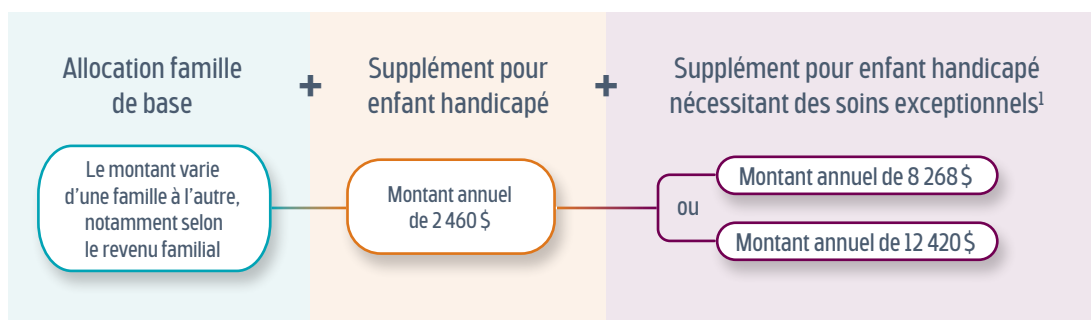 Allocation famille
de base
+
Supplément pour
enfant handicapé
+
Supplément pour enfant handicapé
nécessitant des soins exceptionnels¹
Le montant varie
d’une famille à l’autre,
notamment selon
le revenu familial
Montant annuel
de 2 460 $
Montant annuel de 8 268 $
ou
Montant annuel de 12 420 $